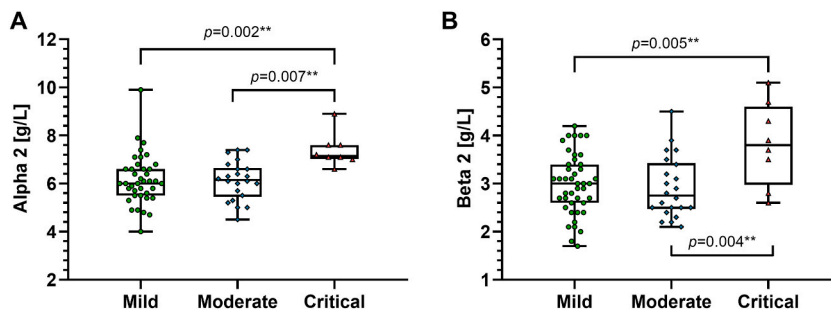 A
Alpha 2 [g/L]
12
10
8
6
4
2
p=0.002**
p=0.007**
Mild
Moderate
Critical
B
Beta 2 [g/L]
6
5
4
3
2
1
p=0.005**
p=0.004**
Mild
Moderate
Critical